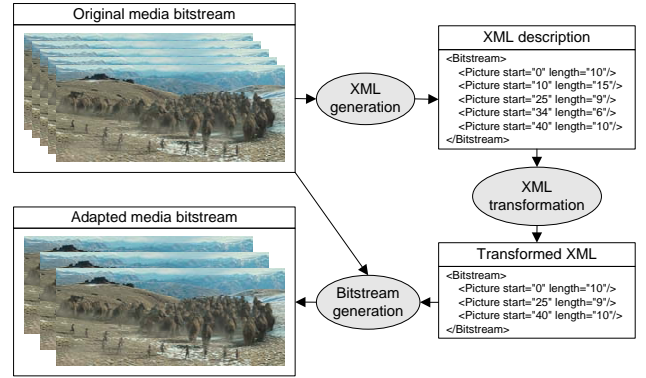 Original media bitstream
XML
generation
XML description
<Bitstream>
<Picture start="0" length="10"/>
<Picture start="10" length="15"/>
<Picture start="25" length="9"/>
<Picture start="34" length="6"/>
<Picture start="40" length="10"/>
</Bitstream>
XML
transformation
Adapted media bitstream
Bitstream
generation
Transformed XML
<Bitstream>
<Picture start="0" length="10"/>
<Picture start="25" length="9"/>
<Picture start="40" length="10"/>
</Bitstream>